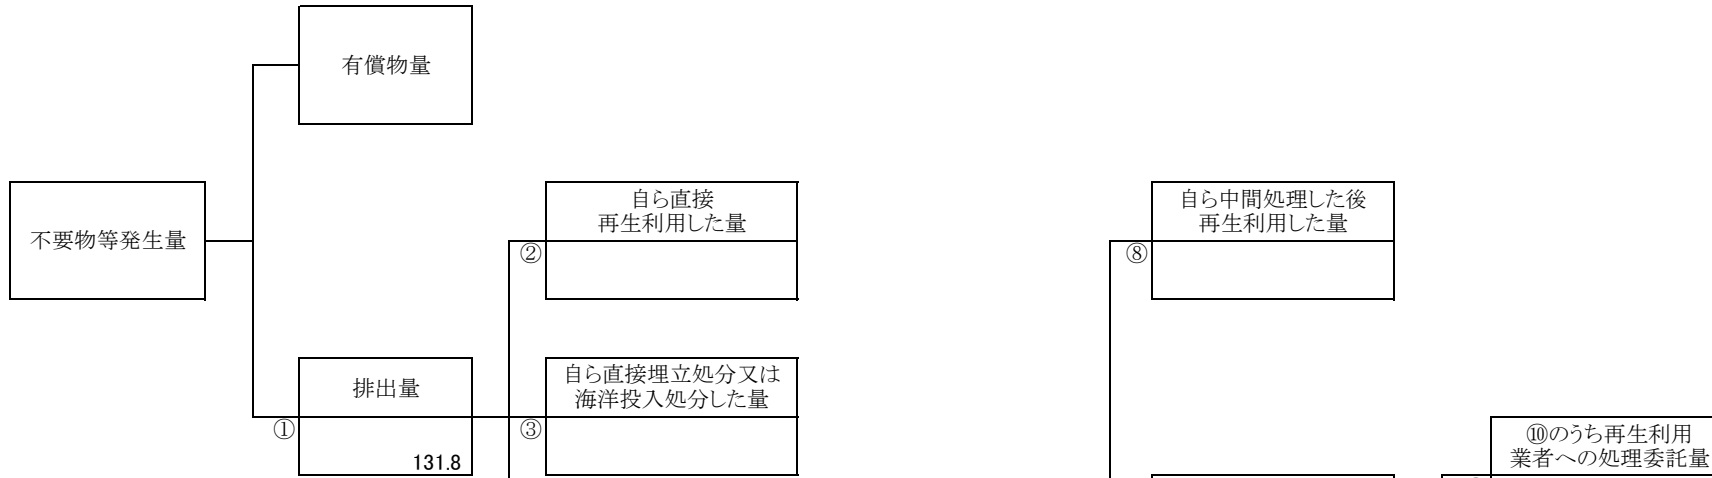 有償物量
不要物等発生量
自ら直接
再生利用した量
②
自ら中間処理した後
再生利用した量
⑧
排出量
①
131.8
自ら直接埋立処分又は
海洋投入処分した量
③
⑩のうち再生利用
業者への処理委託量